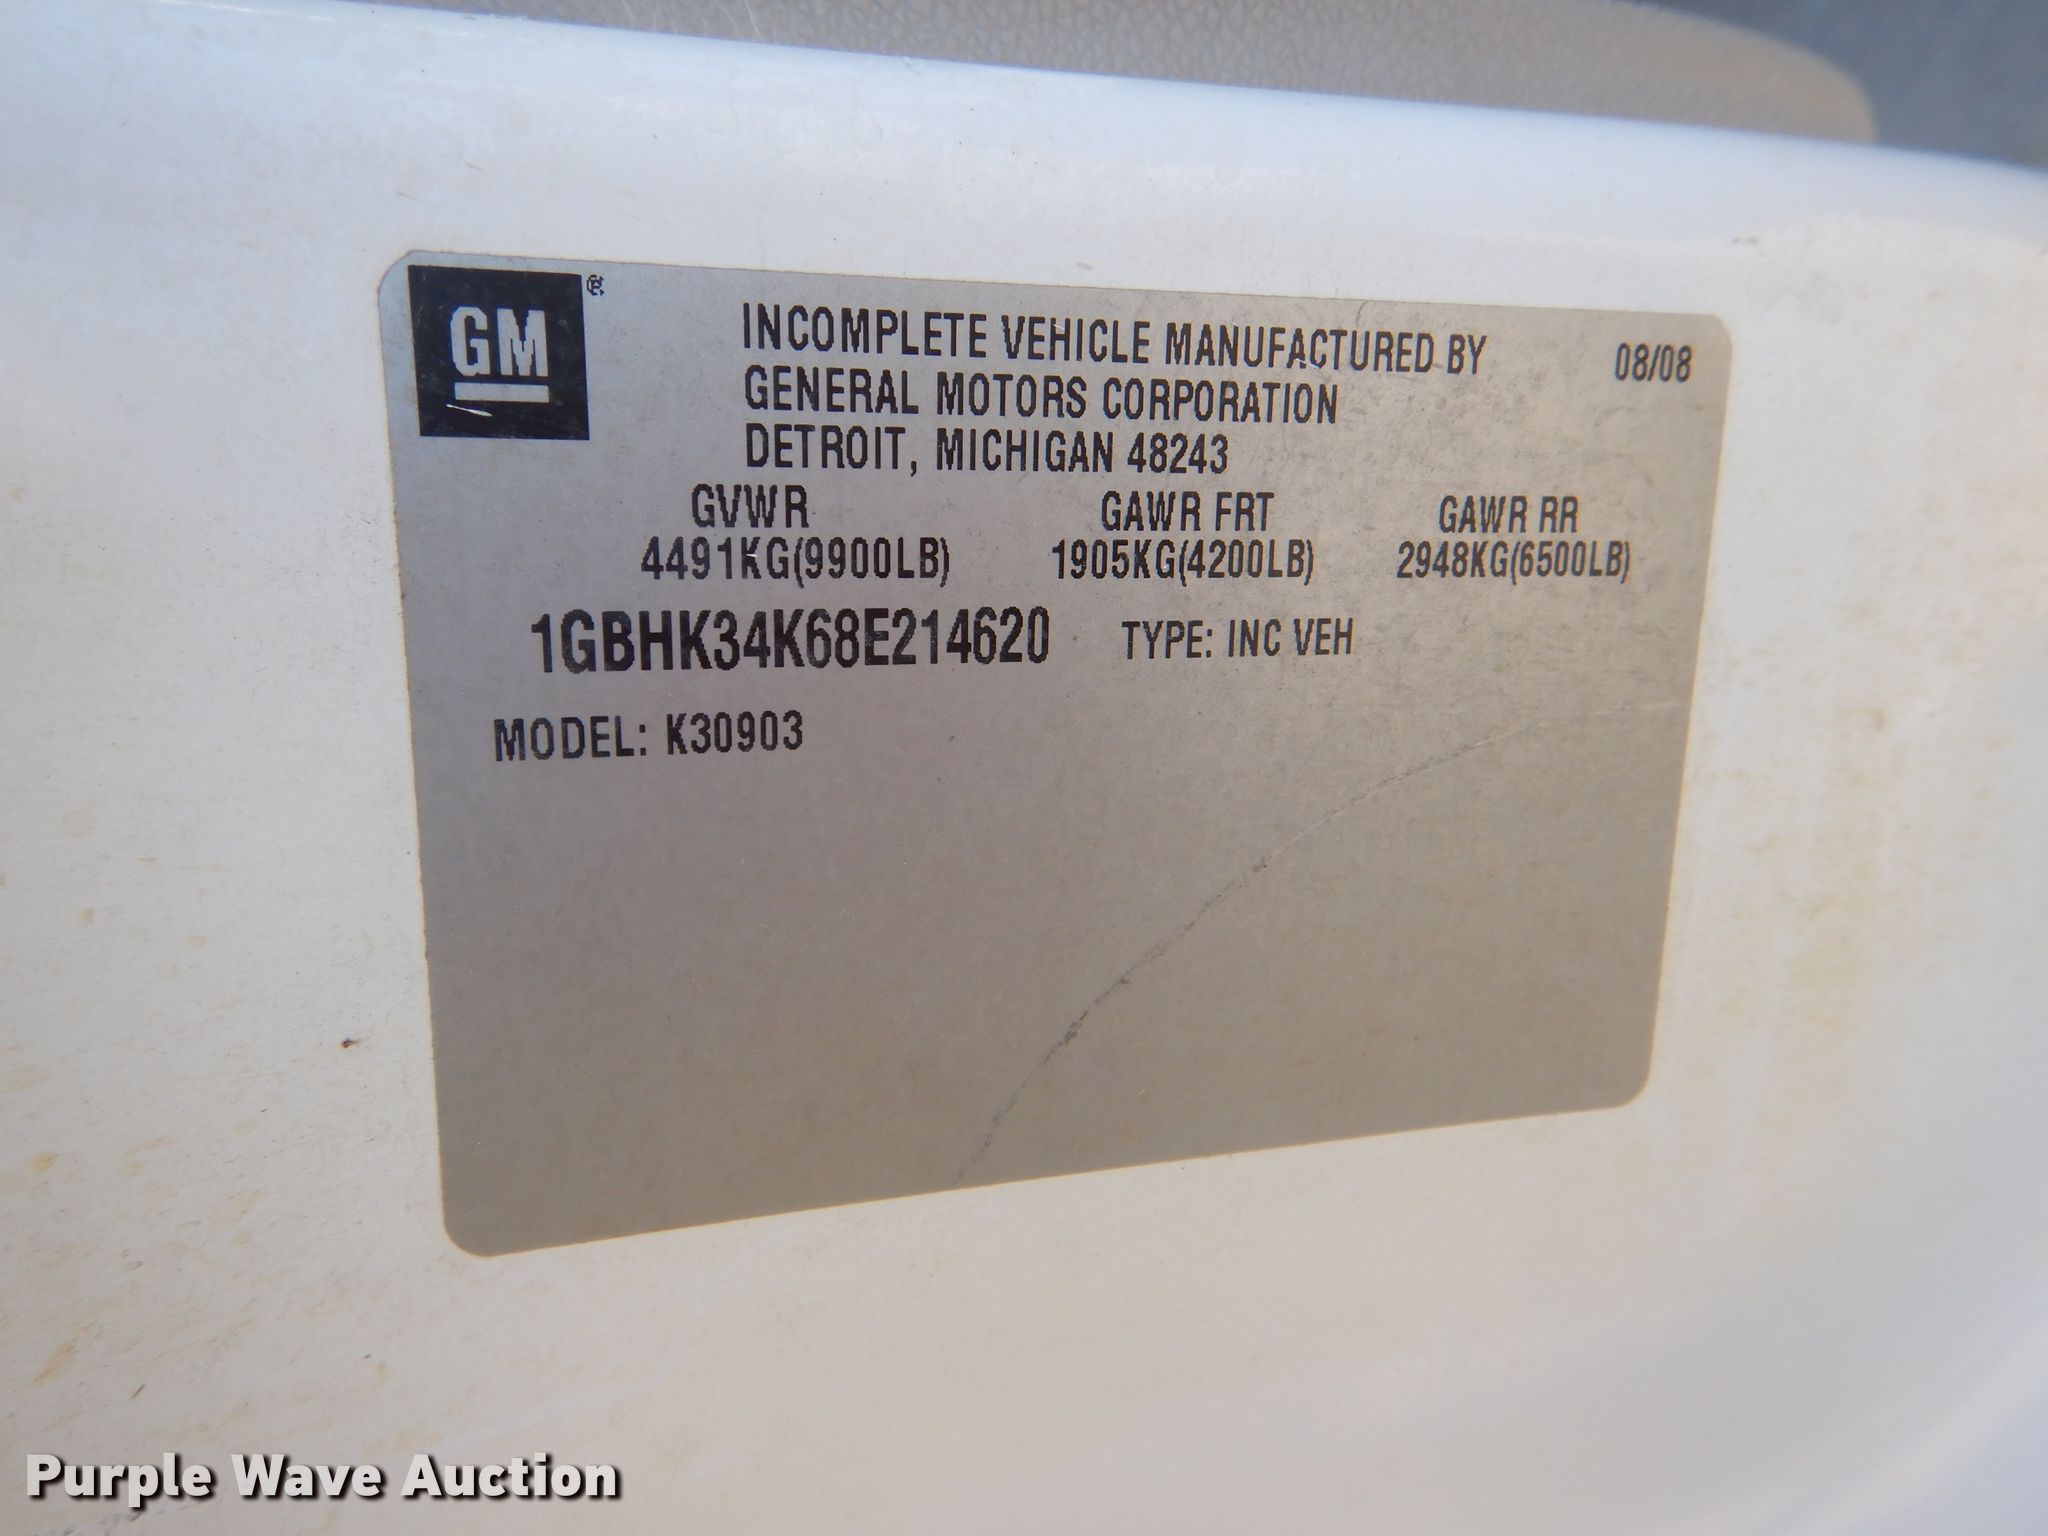 GM ®
INCOMPLETE VEHICLE MANUFACTURED BY 08/08
GENERAL MOTORS CORPORATION
DETROIT, MICHIGAN 48243
GVWR GAWR FRT GAWR RR
4491KG(9900LB) 1905KG(4200LB) 2948KG(6500LB)
1GBHK34K68E214620 TYPE: INC VEH
MODEL: K30903
Purple Wave Auction